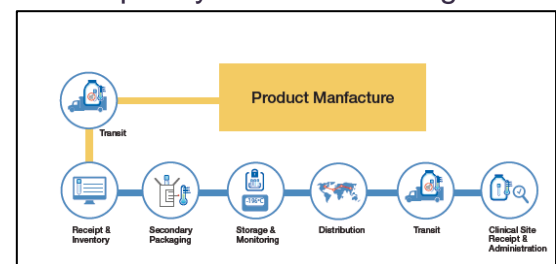 Product Manfacture
Transit
Receipt &
Inventory
Secondary
Packaging
Storage &
Monitoring
Distribution
Transit
Clinical Site
Receipt &
Administration